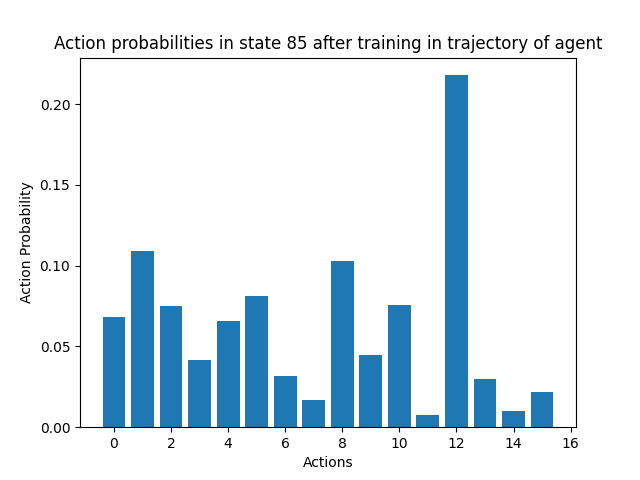 Action probabilities in state 85 after training in trajectory of agent
Action Probability
0.20
0.15
0.10
0.05
0.00
0 2 4 6 8 10 12 14 16
Actions